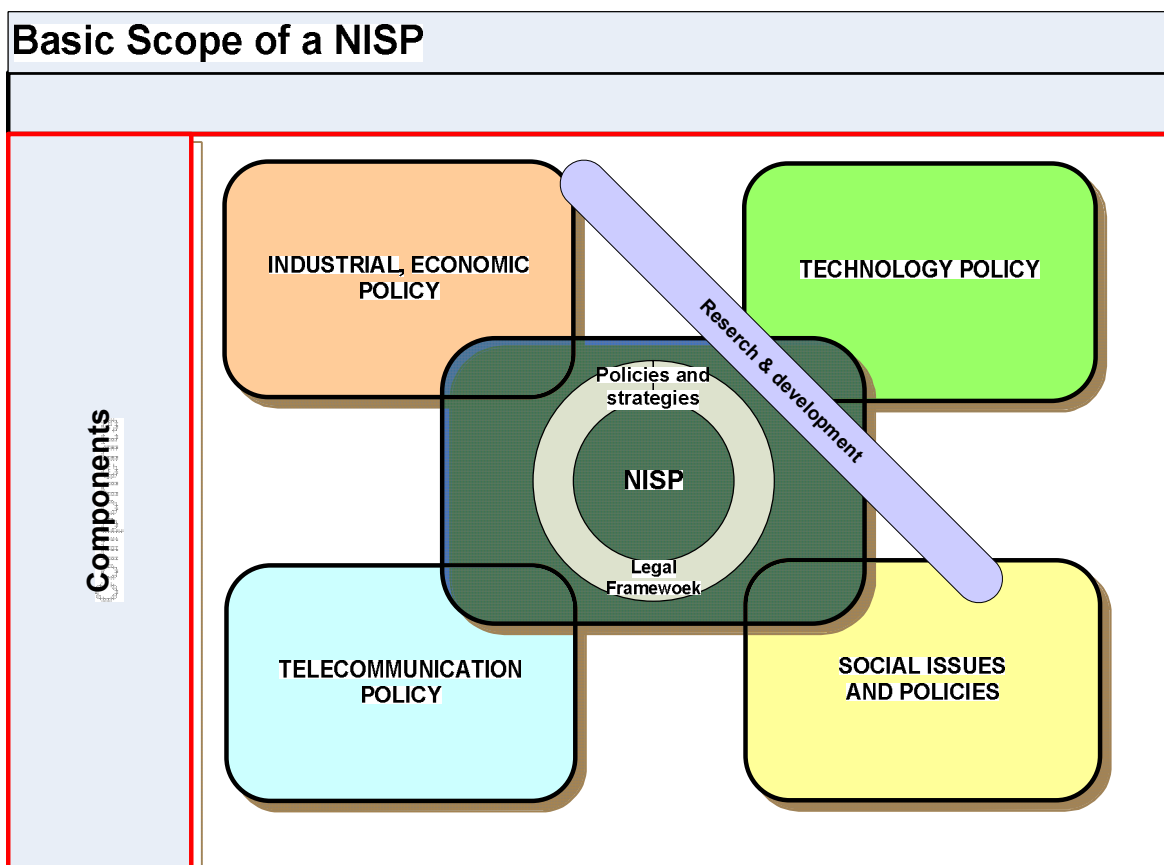 Basic Scope of a NISP
Components
INDUSTRIAL, ECONOMIC
POLICY
TECHNOLOGY POLICY
Reserch & development
Policies and
strategies
NISP
Legal
Framewoek
TELECOMMUNICATION
POLICY
SOCIAL ISSUES
AND POLICIES